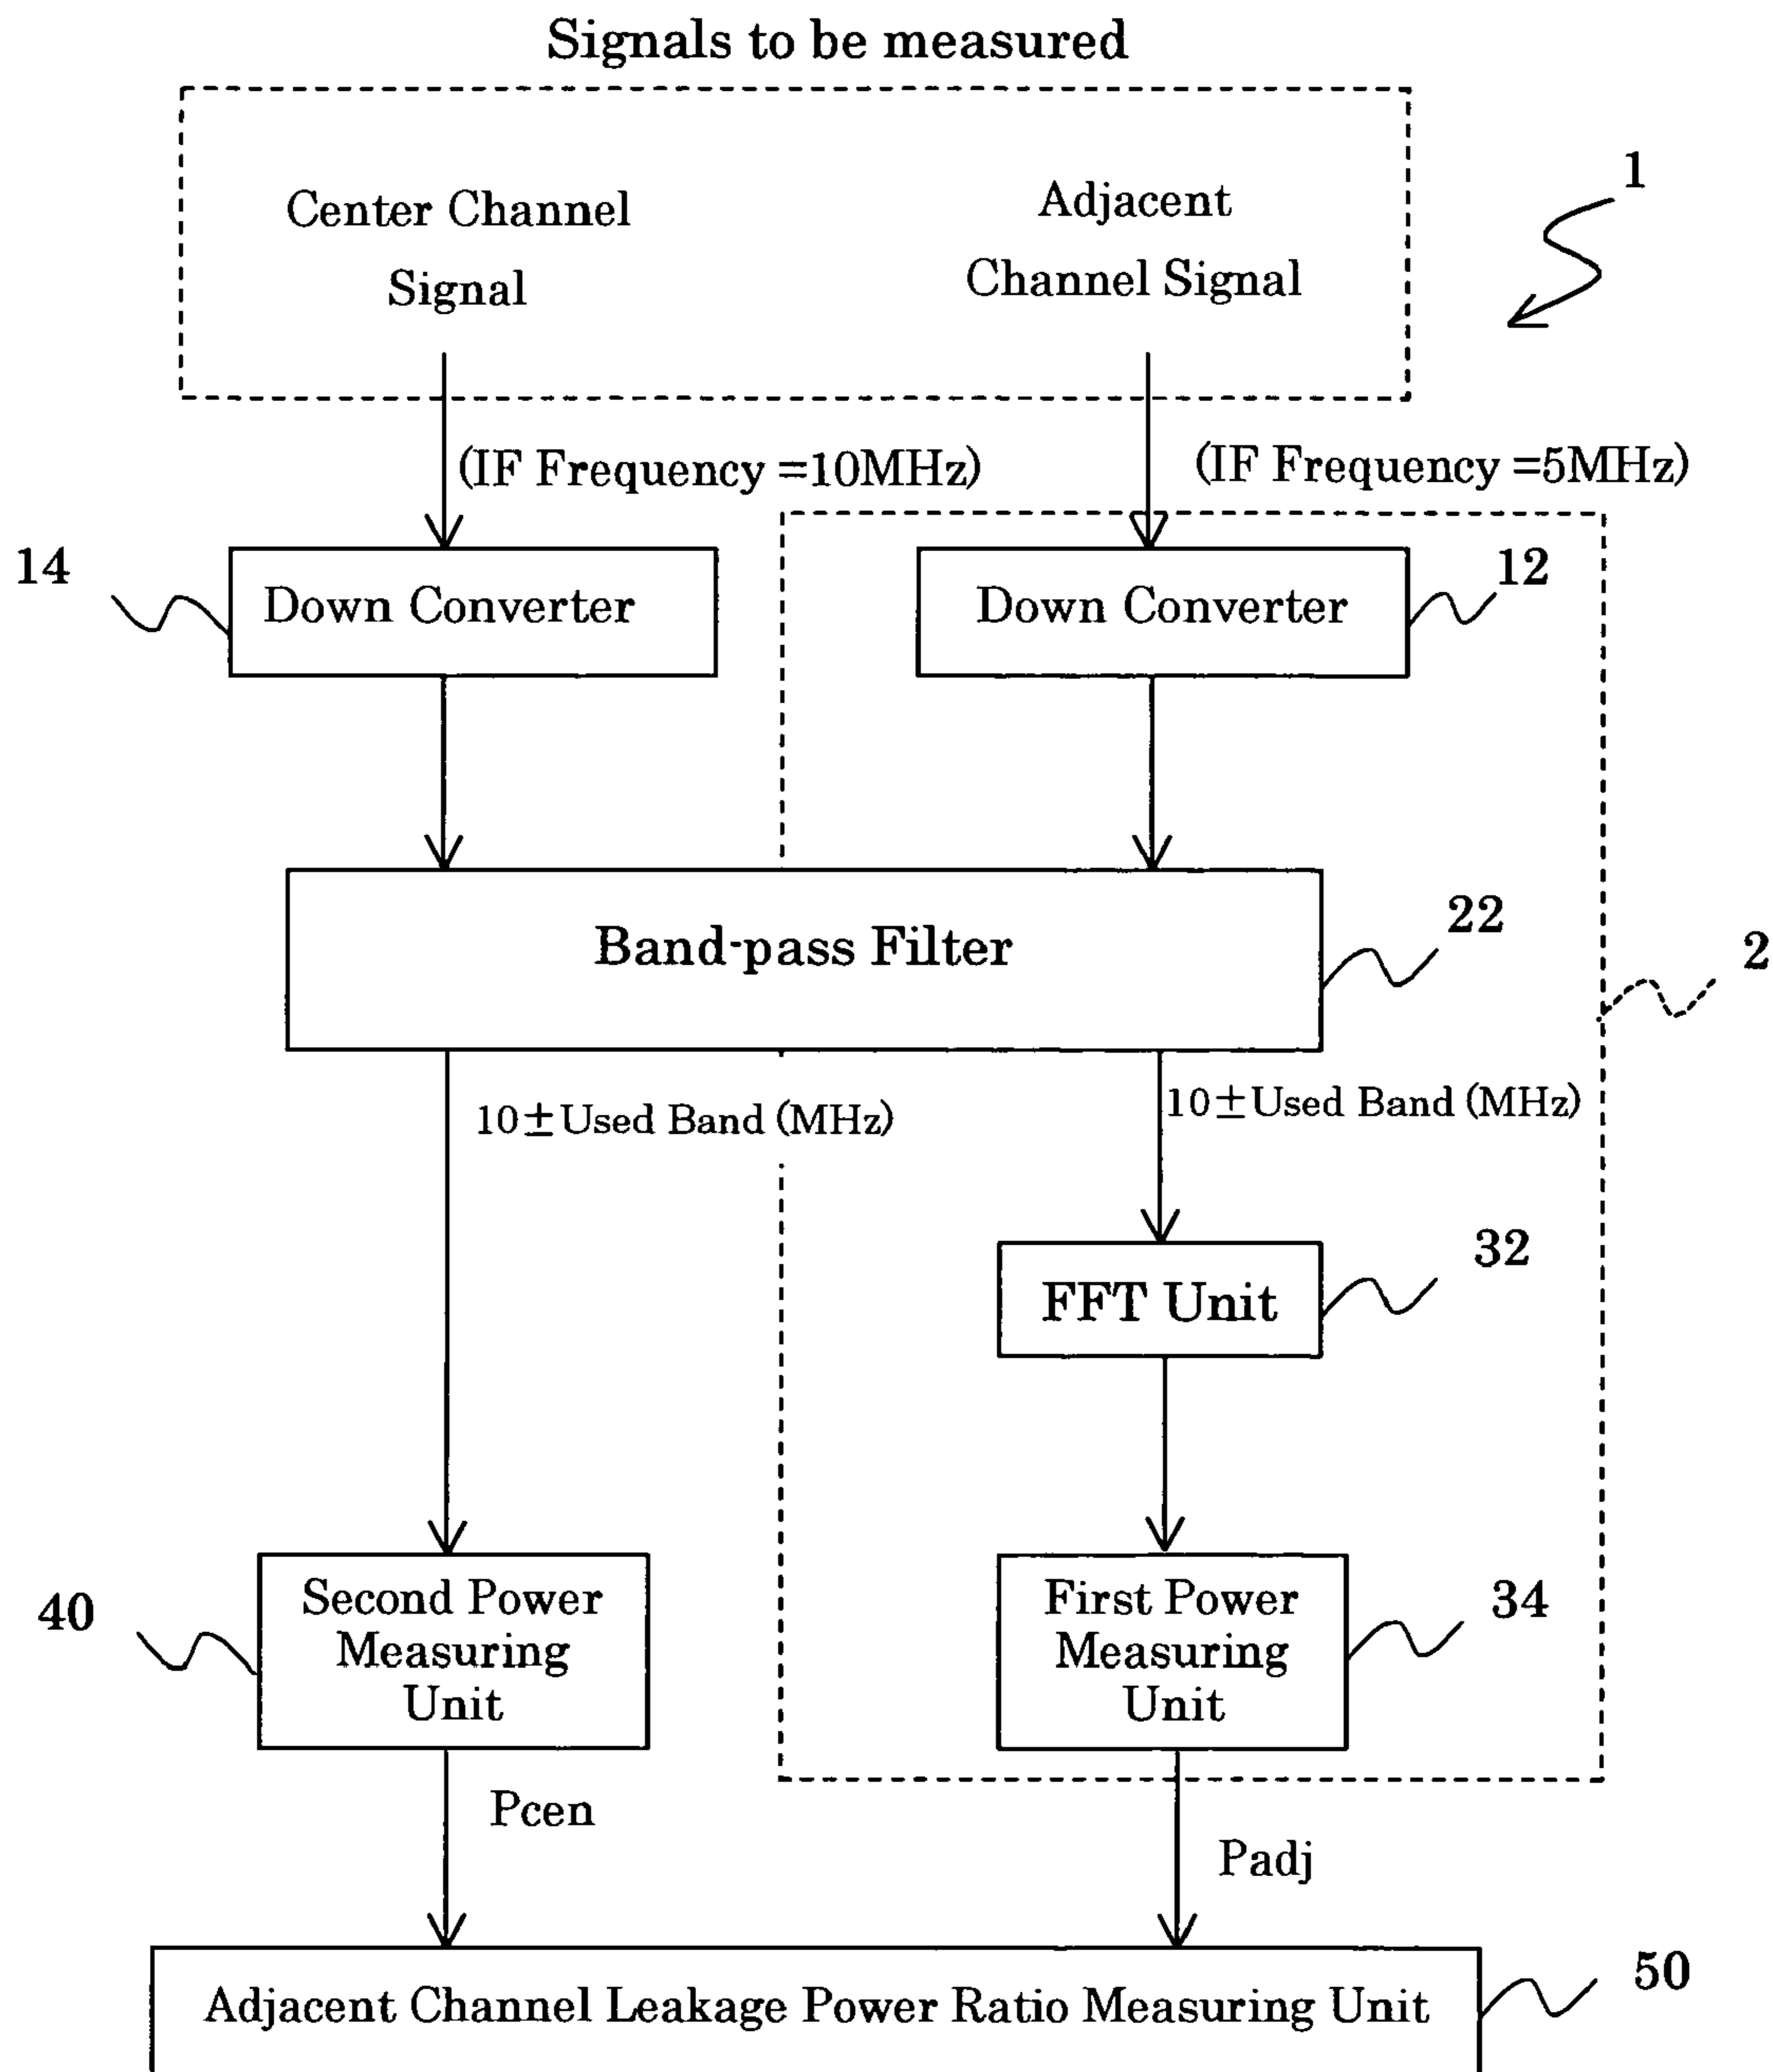 Signals to be measured
1
Center Channel
Signal
Adjacent
Channel Signal
(IF Frequency =10MHz)
(IF Frequency =5MHz)
14
Down Converter
Down Converter
12
Band-pass Filter
22
2
10±Used Band (MHz)
10±Used Band (MHz)
FFT Unit
32
40
Second Power
Measuring
Unit
First Power
Measuring
Unit
34
Pcen
Padj
Adjacent Channel Leakage Power Ratio Measuring Unit
50